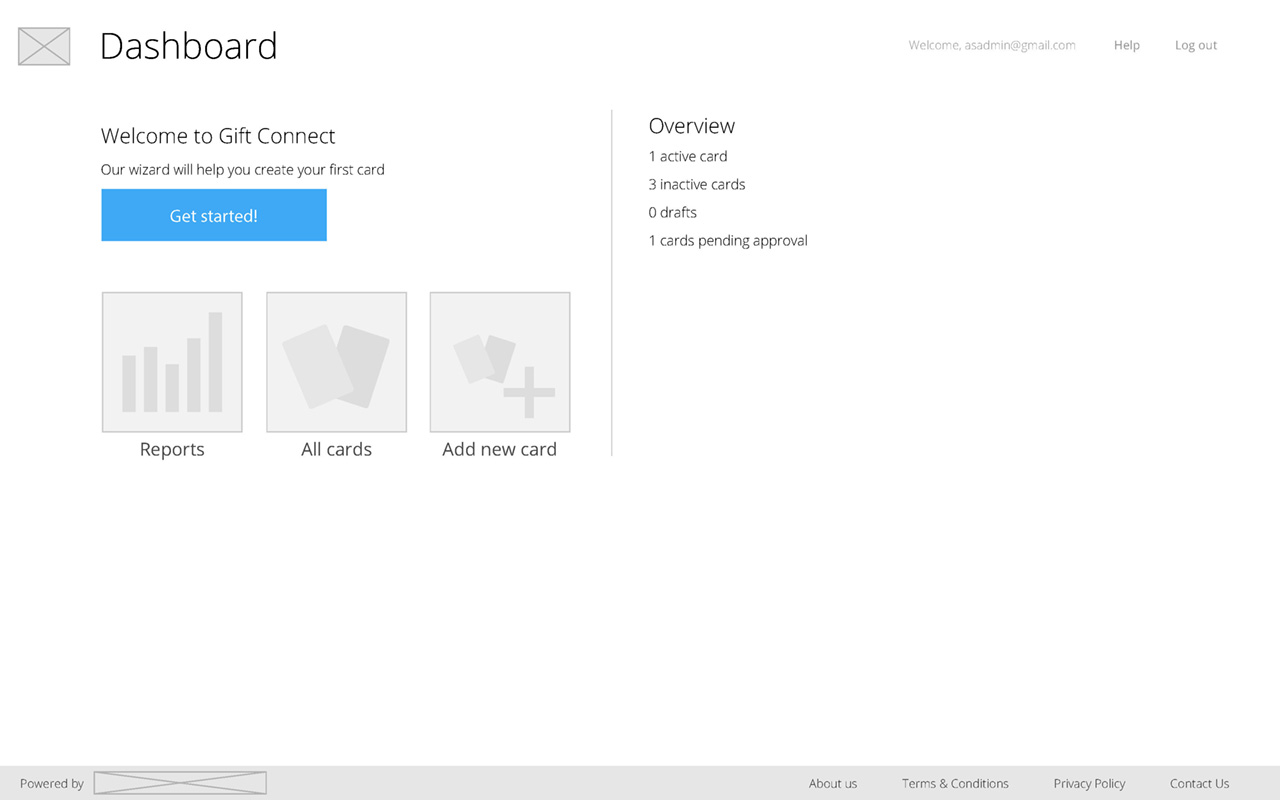 Dashboard
Welcome, asadmin@gmail.com
Help
Log out
Welcome to Gift Connect
Our wizard will help you create your first card
Get started!
Reports
All cards
Add new card
Overview
1 active card
3 inactive cards
0 drafts
1 cards pending approval
Powered by
About us
Terms & Conditions
Privacy Policy
Contact Us